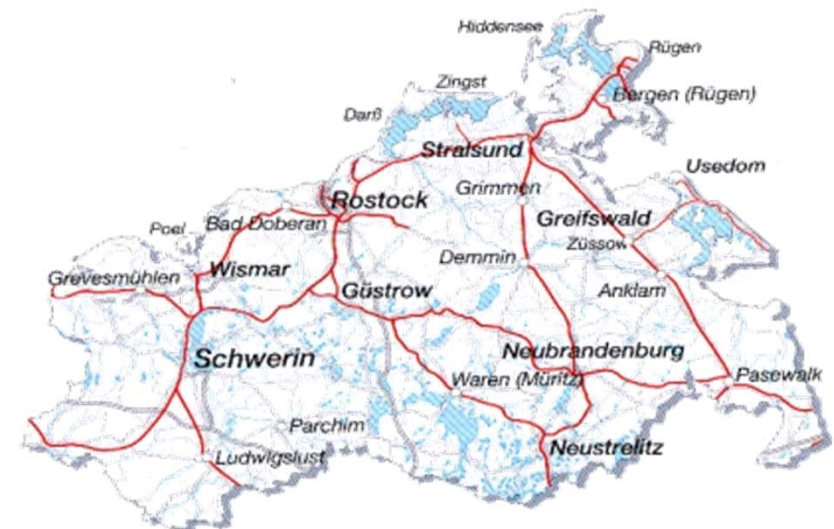 Hiddensee
Rügen
Zingst
Bergen (Rügen)
Darß
Stralsund
Usedom
Grimmen
Rostock
Greifswald
Poel
Bad Doberan
Züssow
Demmin
Wismar
Grevesmühlen
Anklam
Güstrow
Schwerin
Neubrandenburg
Waren (Müritz)
Pasewalk
Parchim
Neustrelitz
Ludwigslust